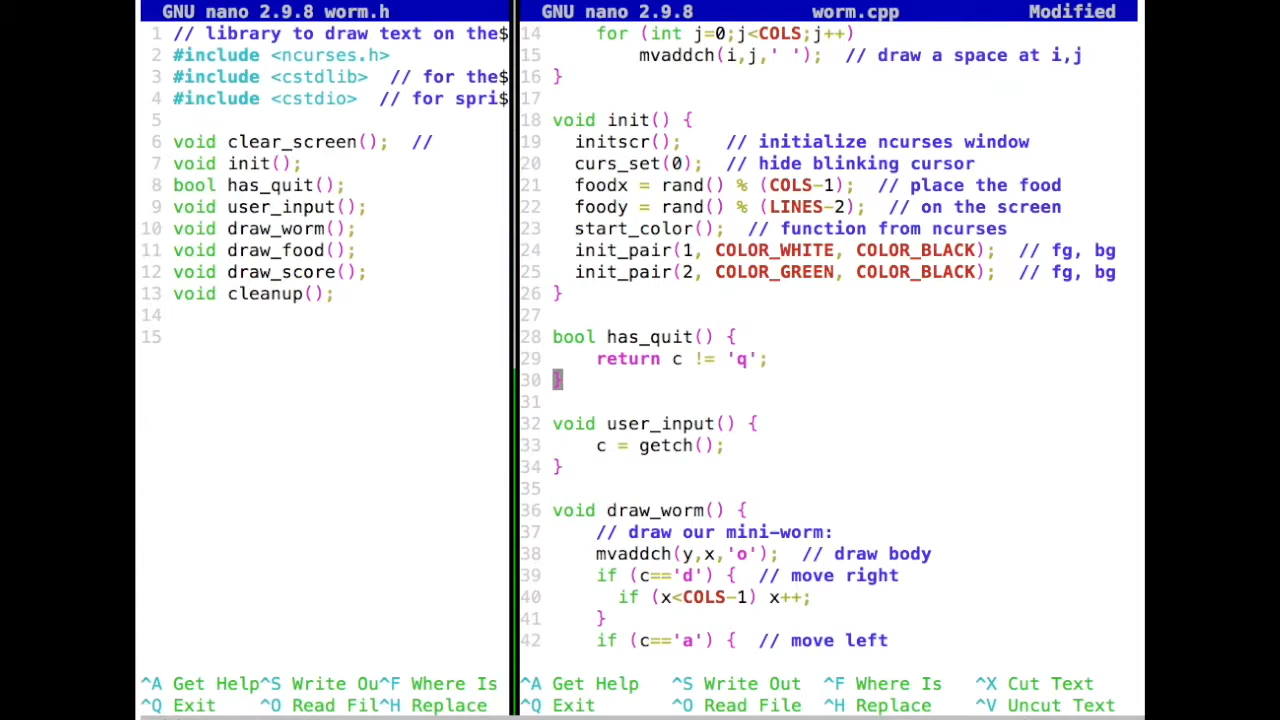 GNU nano 2.9.8 worm.h
1 // library to draw text on the$
2 #include <ncurses.h>
3 #include <cstdlib>  // for the$
4 #include <cstdio>  // for spri$
5
6 void clear_screen();  //
7 void init();
8 bool has_quit();
9 void user_input();
10 void draw_worm();
11 void draw_food();
12 void draw_score();
13 void cleanup();
14
15
^A Get Help^S Write Ou^F Where Is
^Q Exit    ^O Read Fil^H Replace
GNU nano 2.9.8 worm.cpp Modified
14     for (int j=0;j<COLS;j++)
15         mvaddch(i,j,' ');  // draw a space at i,j
16 }
17
18 void init() {
19   initscr();    // initialize ncurses window
20   curs_set(0);  // hide blinking cursor
21   foodx = rand() % (COLS-1);  // place the food
22   foody = rand() % (LINES-2);  // on the screen
23   start_color();  // function from ncurses
24   init_pair(1, COLOR_WHITE, COLOR_BLACK);  // fg, bg
25   init_pair(2, COLOR_GREEN, COLOR_BLACK);  // fg, bg
26 }
27
28 bool has_quit() {
29     return c != 'q';
30 }
31
32 void user_input() {
33     c = getch();
34 }
35
36 void draw_worm() {
37     // draw our mini-worm:
38     mvaddch(y,x,'o');  // draw body
39     if (c=='d') {  // move right
40       if (x<COLS-1) x++;
41     }
42     if (c=='a') {  // move left
^A Get Help   ^S Write Out  ^F Where Is   ^X Cut Text
^Q Exit       ^O Read File  ^H Replace    ^V Uncut Text